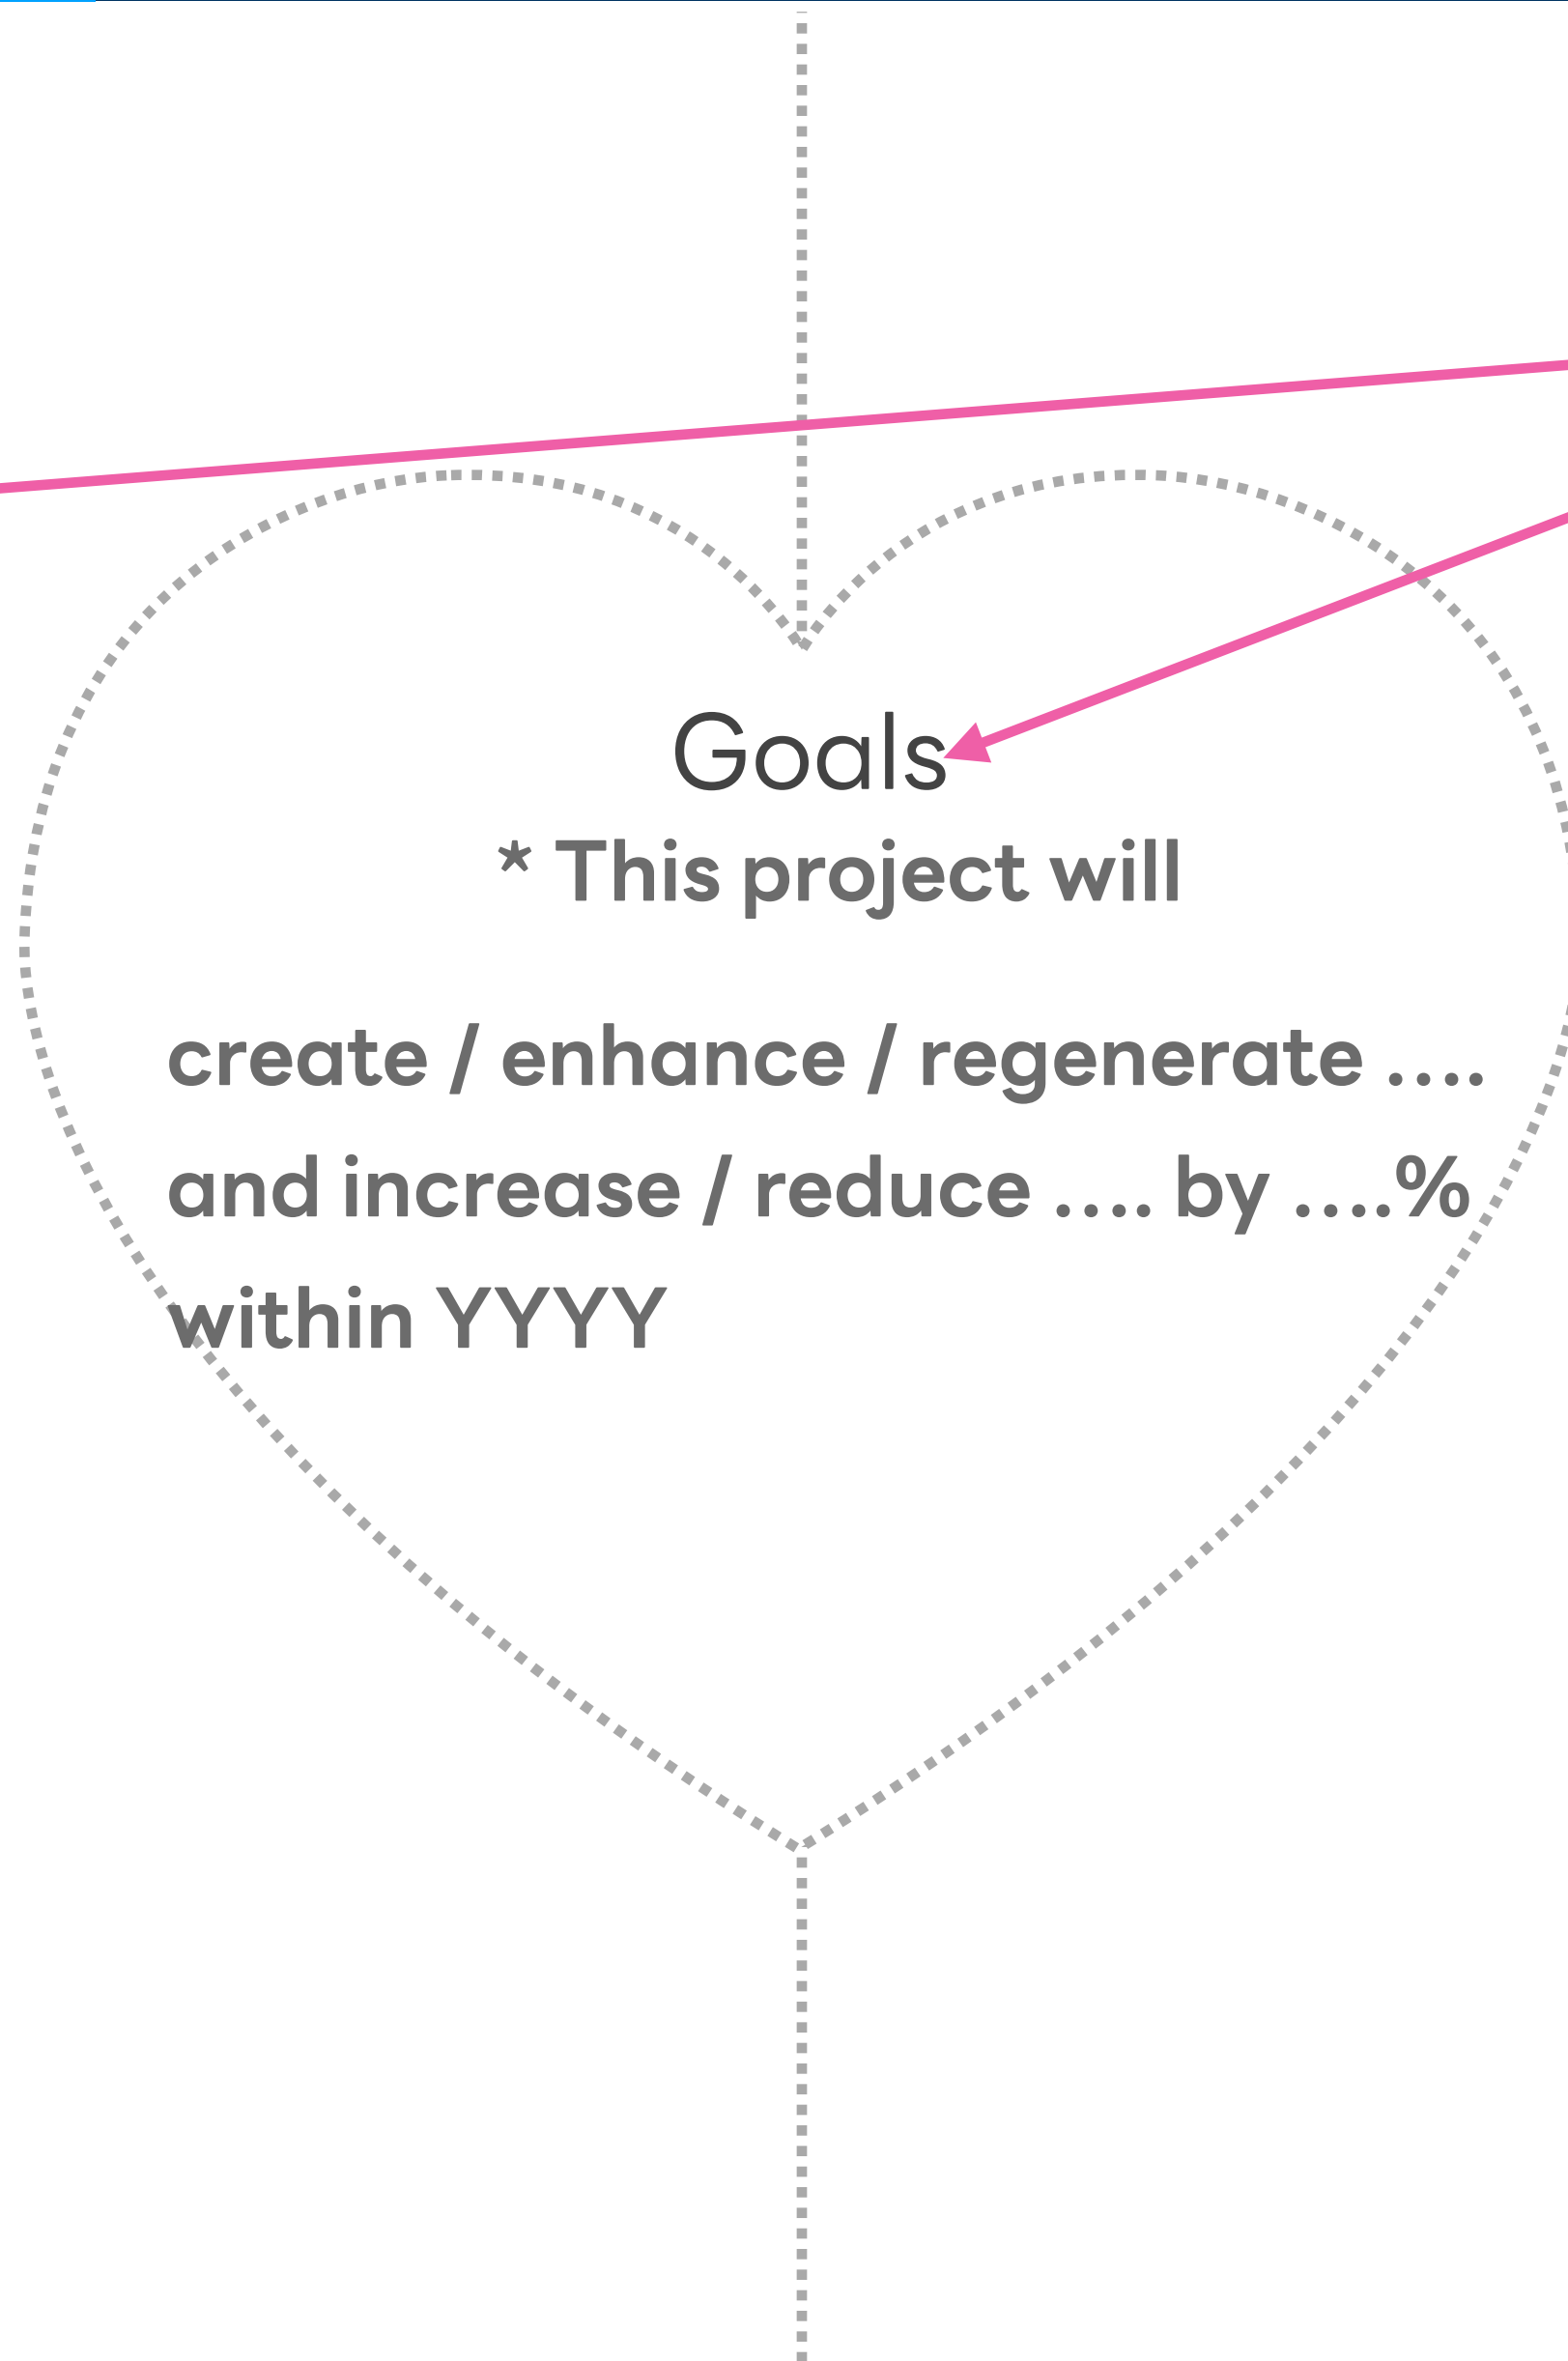 Goals
* This project will
create / enhance / regenerate ....
and increase / reduce .... by ....%
within YYYY